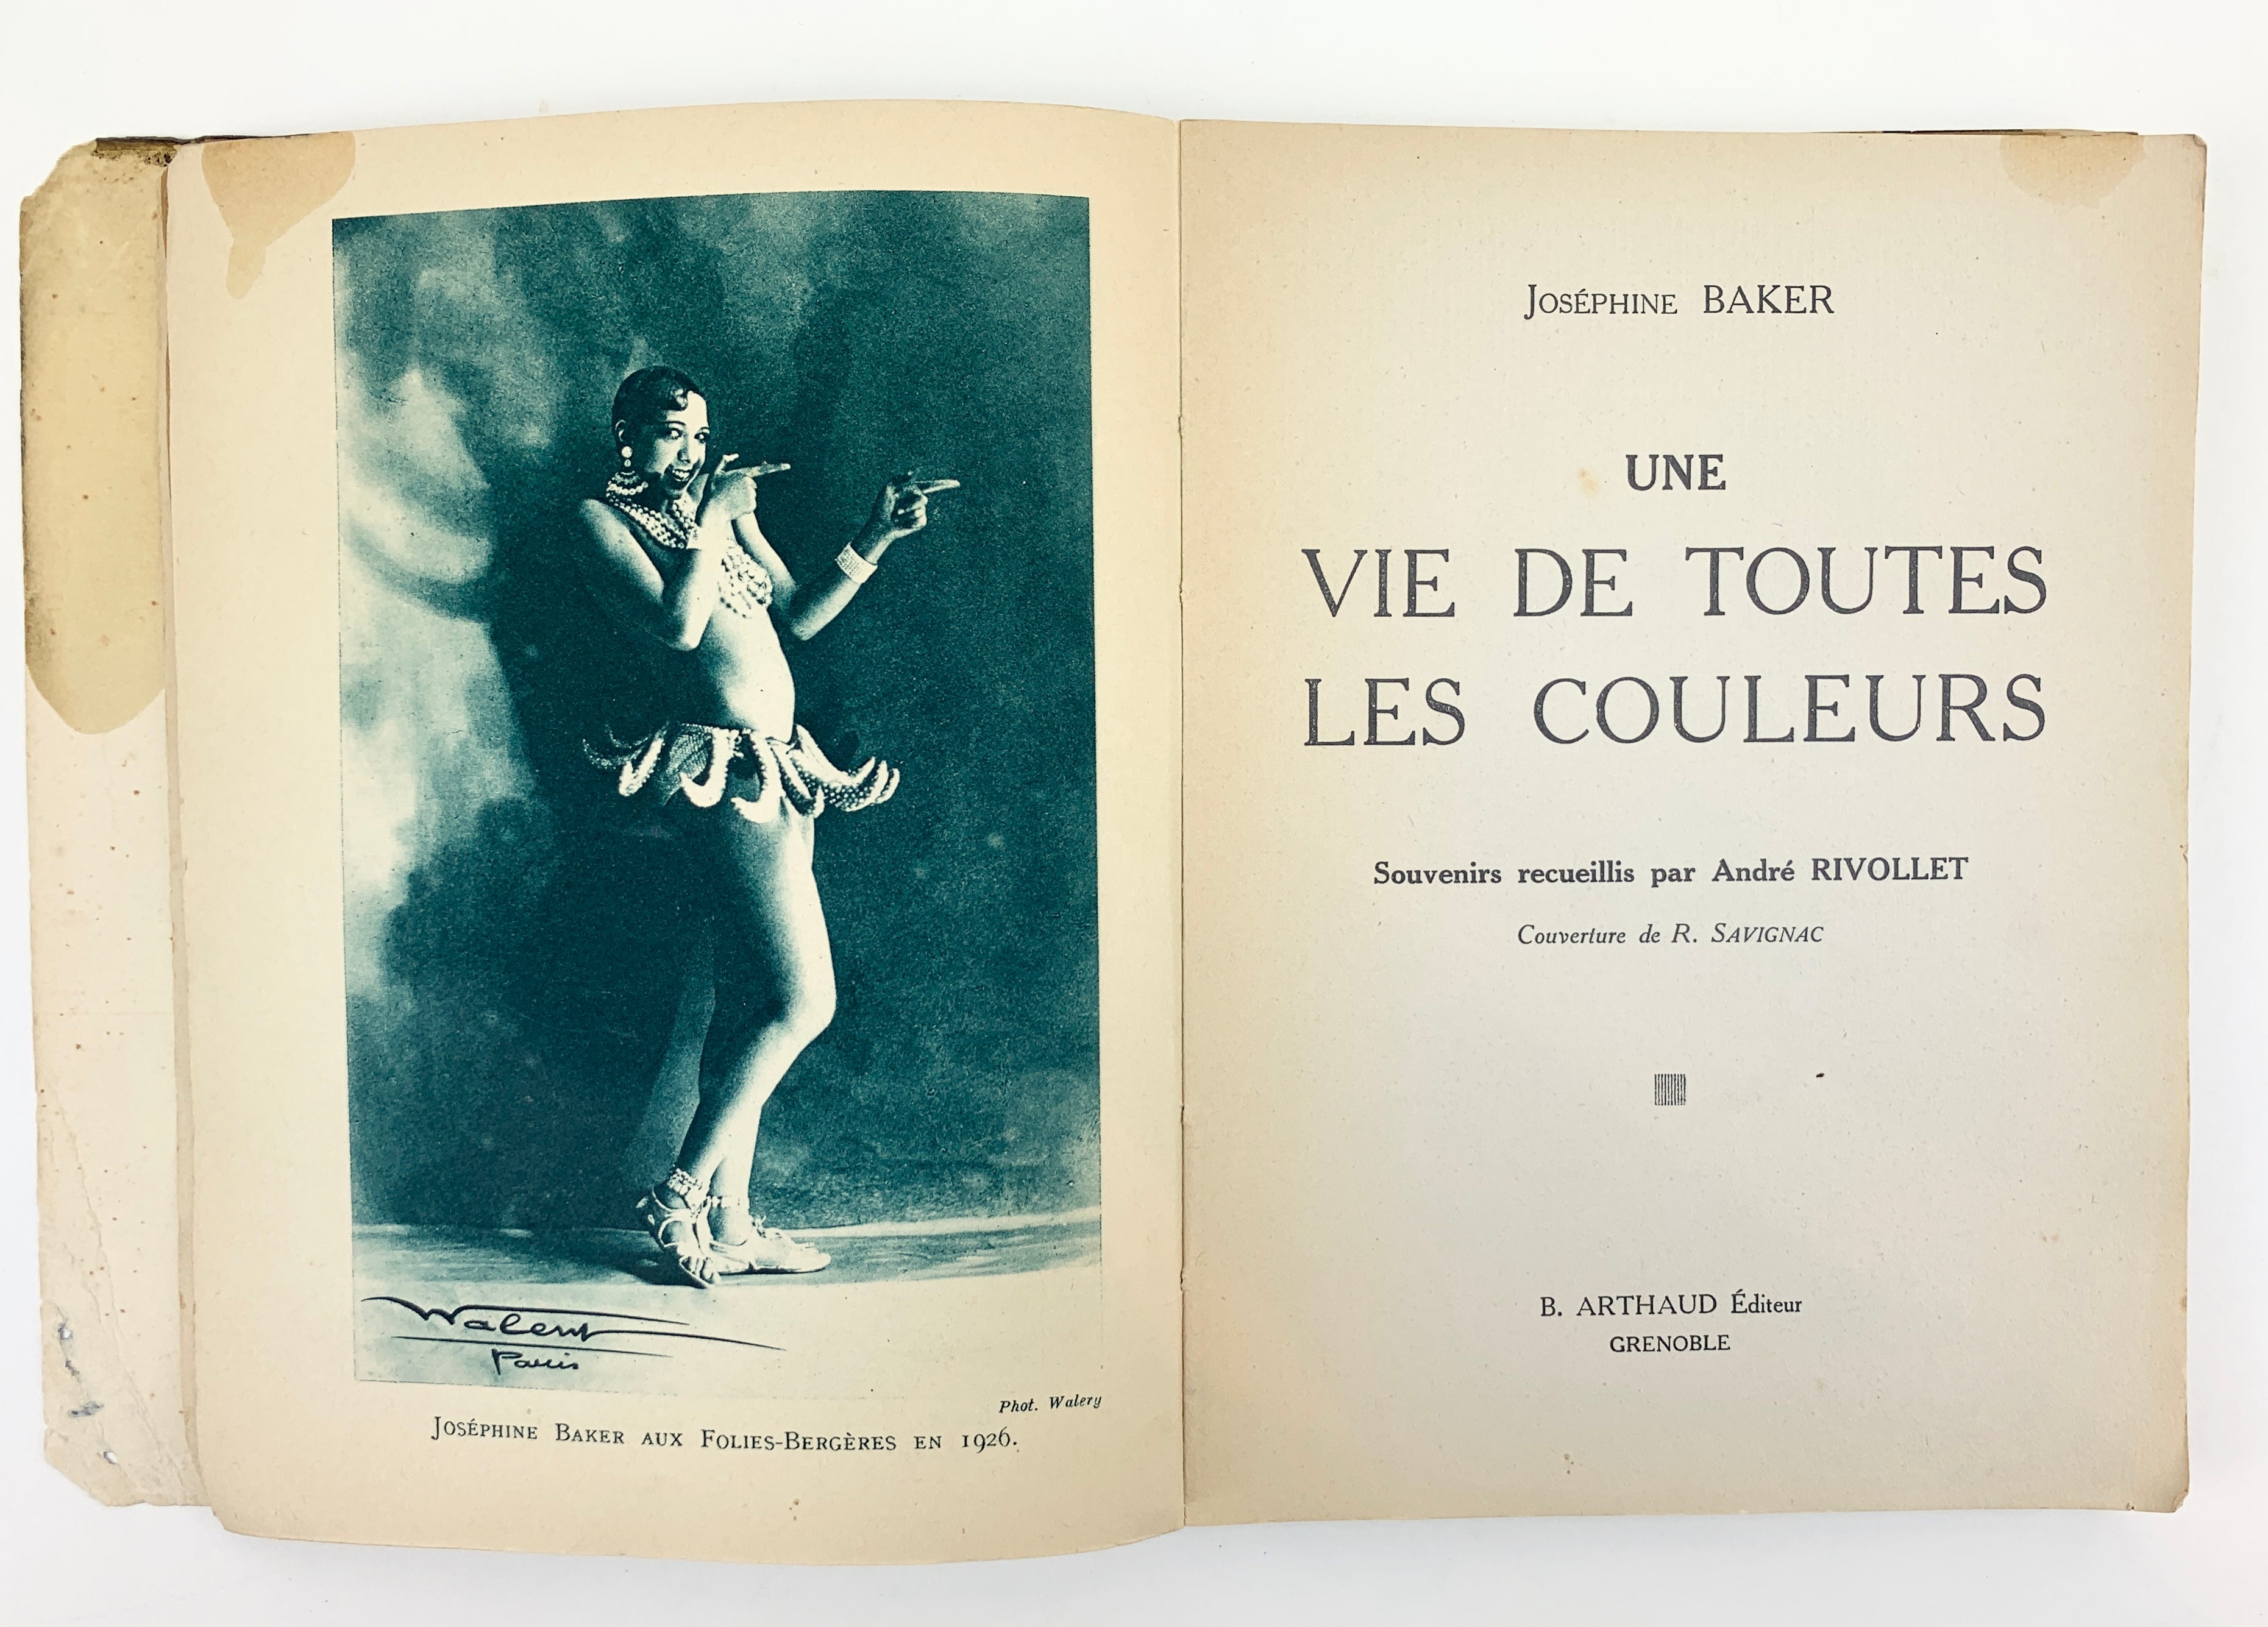 Walery
Paris
Phot. Walery
JOSÉPHINE BAKER AUX FOLIES-BERGÈRES EN 1926.
JOSÉPHINE BAKER
UNE
VIE DE TOUTES
LES COULEURS
Souvenirs recueillis par André RIVOLLET
Couverture de R. SAVIGNAC
B. ARTHAUD Éditeur
GRENOBLE